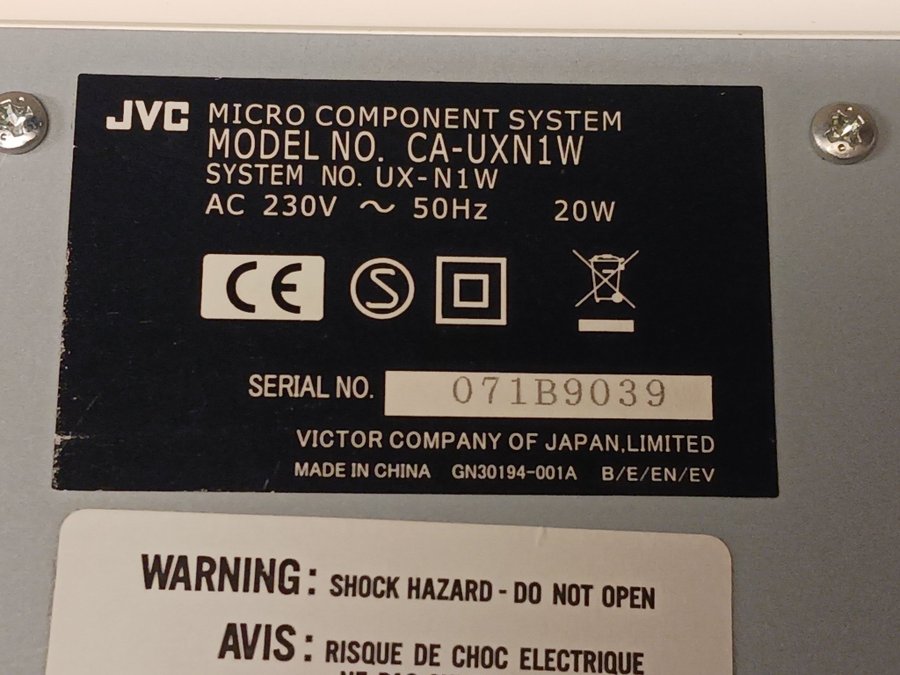 JVC MICRO COMPONENT SYSTEM
MODEL NO. CA-UXN1W
SYSTEM NO. UX-N1W
AC 230V ~ 50Hz 20W
CE S
SERIAL NO. 071B9039
VICTOR COMPANY OF JAPAN,LIMITED
MADE IN CHINA GN30194-001A B/E/EN/EV
WARNING: SHOCK HAZARD - DO NOT OPEN
AVIS: RISQUE DE CHOC ELECTRIQUE